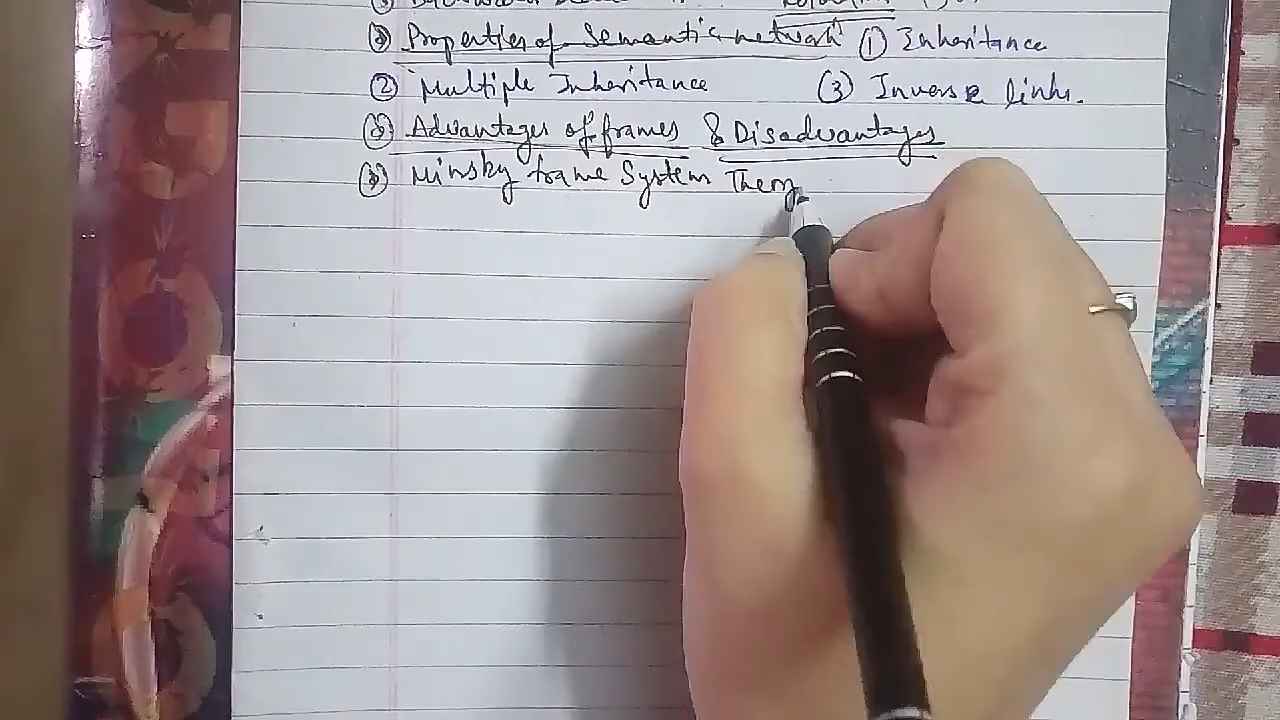 ③ Properties of Semantic network ① Inheritance
② Multiple Inheritance ③ Inverse links.
⑤ Advantages of frames & Disadvantages
Minsky frame System Theory